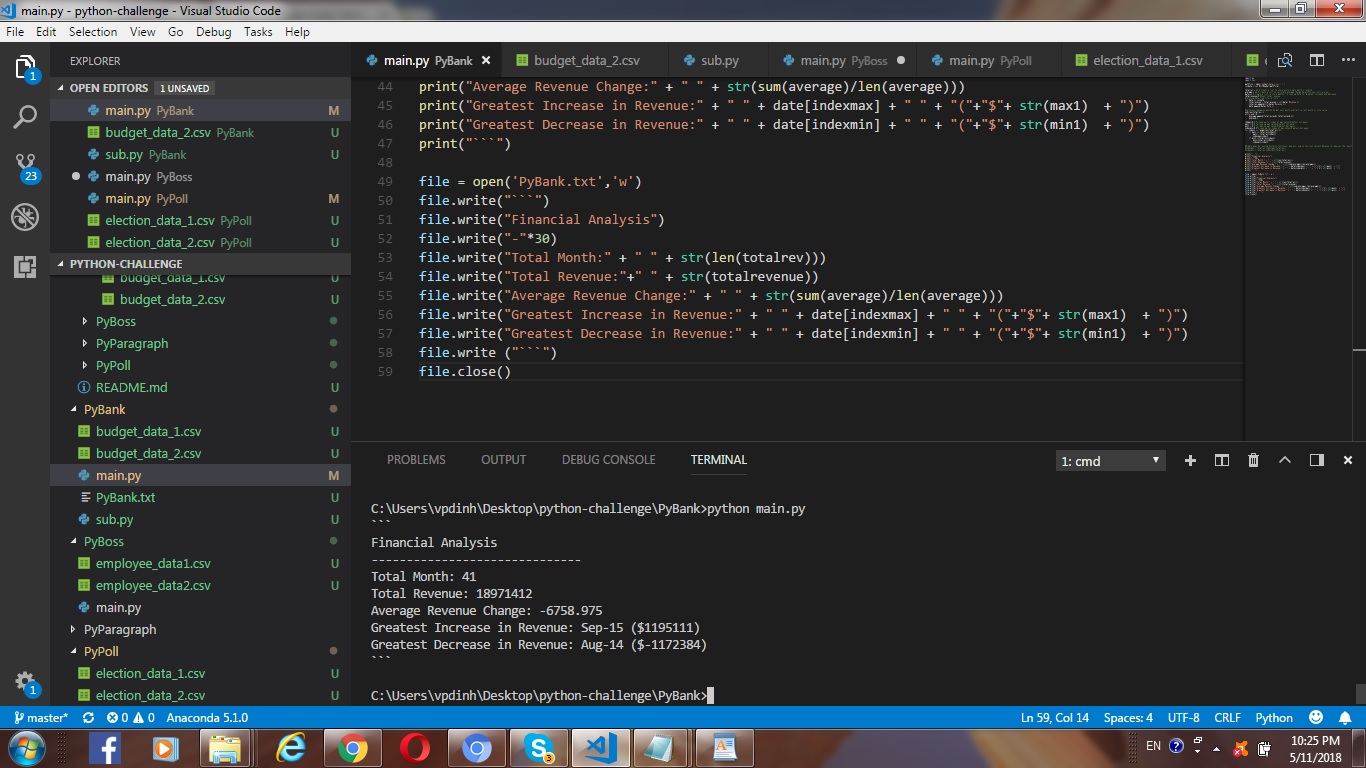 main.py - python-challenge - Visual Studio Code
File Edit Selection View Go Debug Tasks Help
EXPLORER
OPEN EDITORS 1 UNSAVED
main.py PyBank M
budget_data_2.csv PyBank U
sub.py PyBank U
main.py PyBoss
main.py PyPoll M
election_data_1.csv PyPoll U
election_data_2.csv PyPoll U
PYTHON-CHALLENGE
budget_data_1.csv U
budget_data_2.csv U
PyBoss
PyParagraph
PyPoll
README.md U
PyBank
budget_data_1.csv U
budget_data_2.csv U
main.py M
PyBank.txt U
sub.py U
PyBoss
employee_data1.csv U
employee_data2.csv U
main.py
PyParagraph
PyPoll
election_data_1.csv U
election_data_2.csv U
1
23
1
main.py PyBank
budget_data_2.csv
sub.py
main.py PyBoss
main.py PyPoll
election_data_1.csv
44 print("Average Revenue Change:" + " " + str(sum(average)/len(average)))
45 print("Greatest Increase in Revenue:" + " " + date[indexmax] + " " + "("+"$"+ str(max1)  + ")")
46 print("Greatest Decrease in Revenue:" + " " + date[indexmin] + " " + "("+"$"+ str(min1)  + ")")
47 print("```")
48
49 file = open('PyBank.txt','w')
50 file.write("```")
51 file.write("Financial Analysis")
52 file.write("-"*30)
53 file.write("Total Month:" + " " + str(len(totalrev)))
54 file.write("Total Revenue:"+" " + str(totalrevenue))
55 file.write("Average Revenue Change:" + " " + str(sum(average)/len(average)))
56 file.write("Greatest Increase in Revenue:" + " " + date[indexmax] + " " + "("+"$"+ str(max1)  + ")")
57 file.write("Greatest Decrease in Revenue:" + " " + date[indexmin] + " " + "("+"$"+ str(min1)  + ")")
58 file.write ("```")
59 file.close()
PROBLEMS OUTPUT DEBUG CONSOLE TERMINAL
1: cmd
C:\Users\vpdinh\Desktop\python-challenge\PyBank>python main.py
```
Financial Analysis
------------------------------
Total Month: 41
Total Revenue: 18971412
Average Revenue Change: -6758.975
Greatest Increase in Revenue: Sep-15 ($1195111)
Greatest Decrease in Revenue: Aug-14 ($-1172384)
```
C:\Users\vpdinh\Desktop\python-challenge\PyBank>
master* 0 0 Anaconda 5.1.0
Ln 59, Col 14 Spaces: 4 UTF-8 CRLF Python
3
EN
10:25 PM
5/11/2018